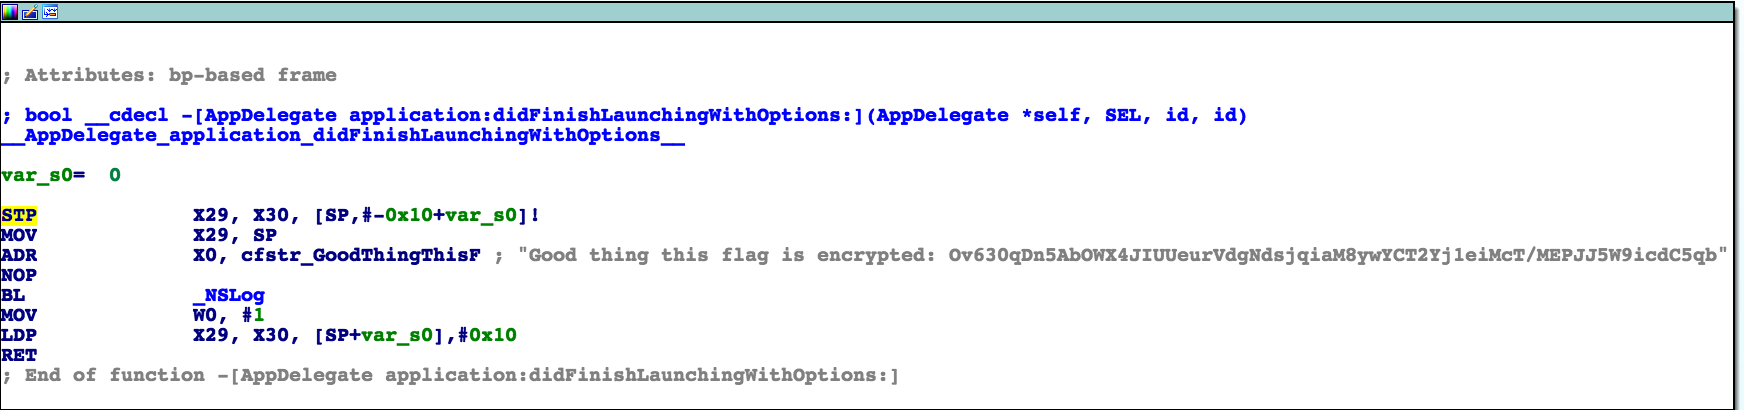 ; Attributes: bp-based frame
; bool __cdecl -[AppDelegate application:didFinishLaunchingWithOptions:](AppDelegate *self, SEL, id, id)
__AppDelegate_application_didFinishLaunchingWithOptions__
var_s0= 0
STP X29, X30, [SP,#-0x10+var_s0]!
MOV X29, SP
ADR X0, cfstr_GoodThingThisF ; "Good thing this flag is encrypted: Ov630qDn5AbOWX4JIUUeurVdgNdsjqiaM8ywYCT2Yj1eiMcT/MEPJJ5W9icdC5qb"
NOP
BL _NSLog
MOV W0, #1
LDP X29, X30, [SP+var_s0],#0x10
RET
; End of function -[AppDelegate application:didFinishLaunchingWithOptions:]